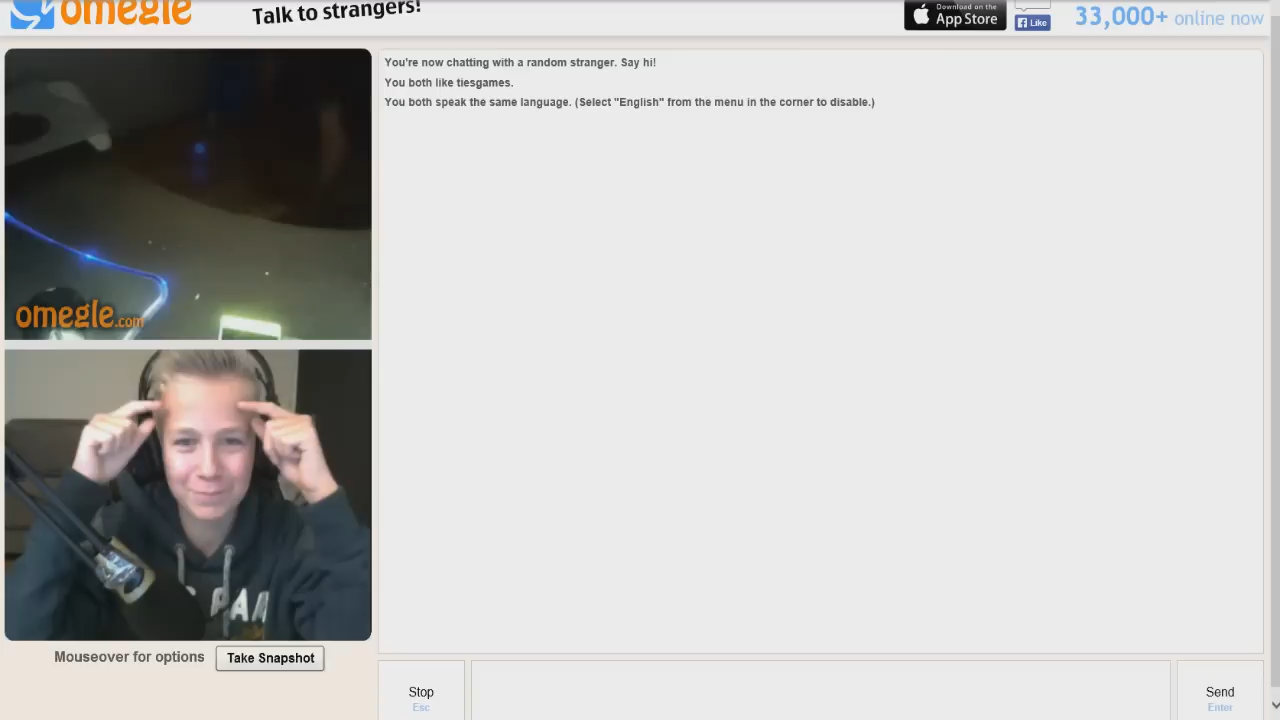 omegle
Talk to strangers!
Download on the
App Store
Like
33,000+ online now
You're now chatting with a random stranger. Say hi!
You both like tiesgames.
You both speak the same language. (Select "English" from the menu in the corner to disable.)
omegle.com
Mouseover for options
Take Snapshot
Stop
Esc
Send
Enter